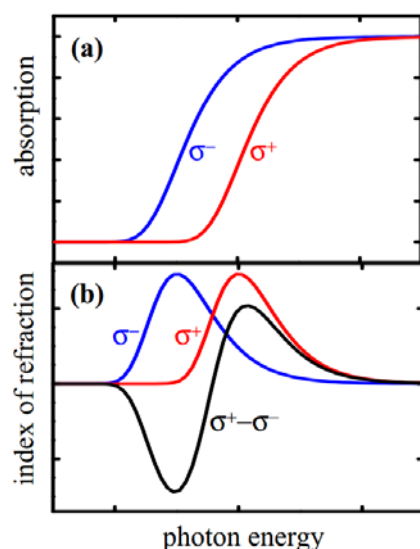 (a)
absorption
σ⁻
σ⁺
(b)
index of refraction
σ⁻
σ⁺
σ⁺–σ⁻
photon energy